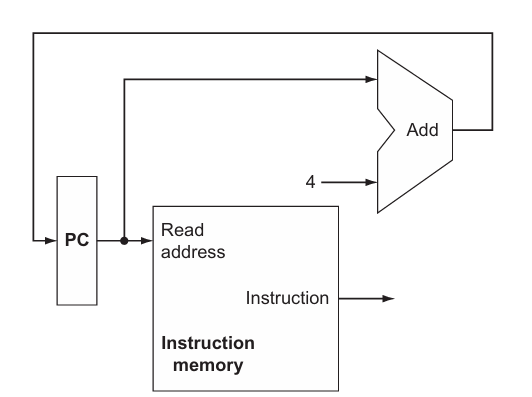 Add
4
PC
Read
address
Instruction
Instruction
memory